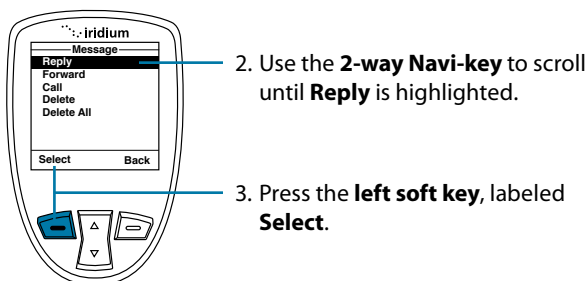 iridium
Message
Reply
Forward
Call
Delete
Delete All
Select Back
2. Use the 2-way Navi-key to scroll
until Reply is highlighted.
3. Press the left soft key, labeled
Select.